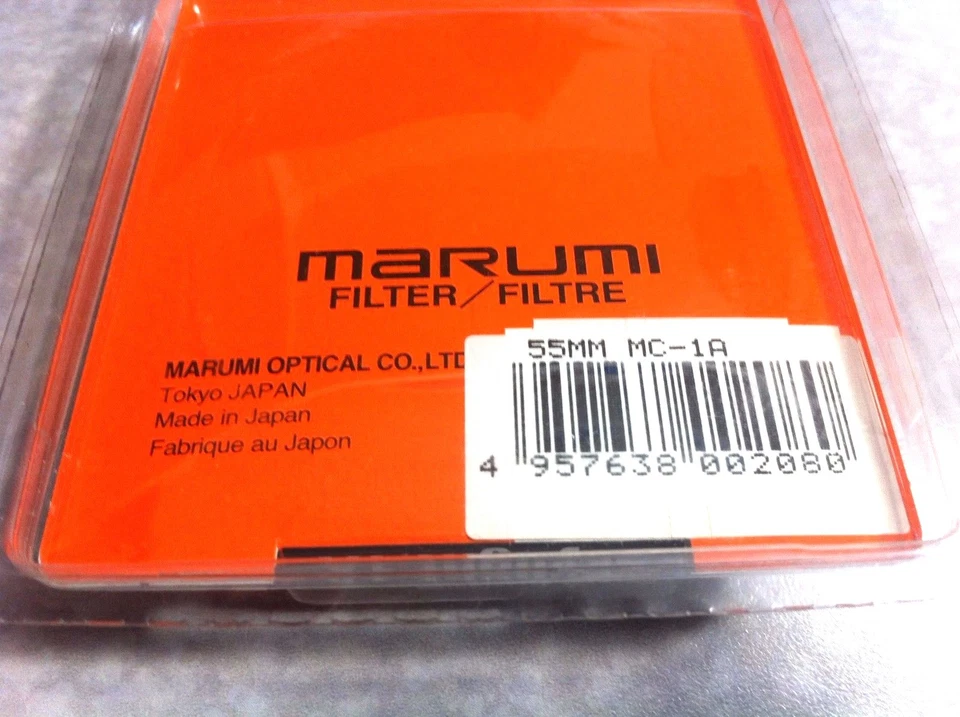 marumi
FILTER/FILTRE
MARUMI OPTICAL CO.,LTD
Tokyo JAPAN
Made in Japan
Fabrique au Japon
55MM MC-1A
4 957638 002080